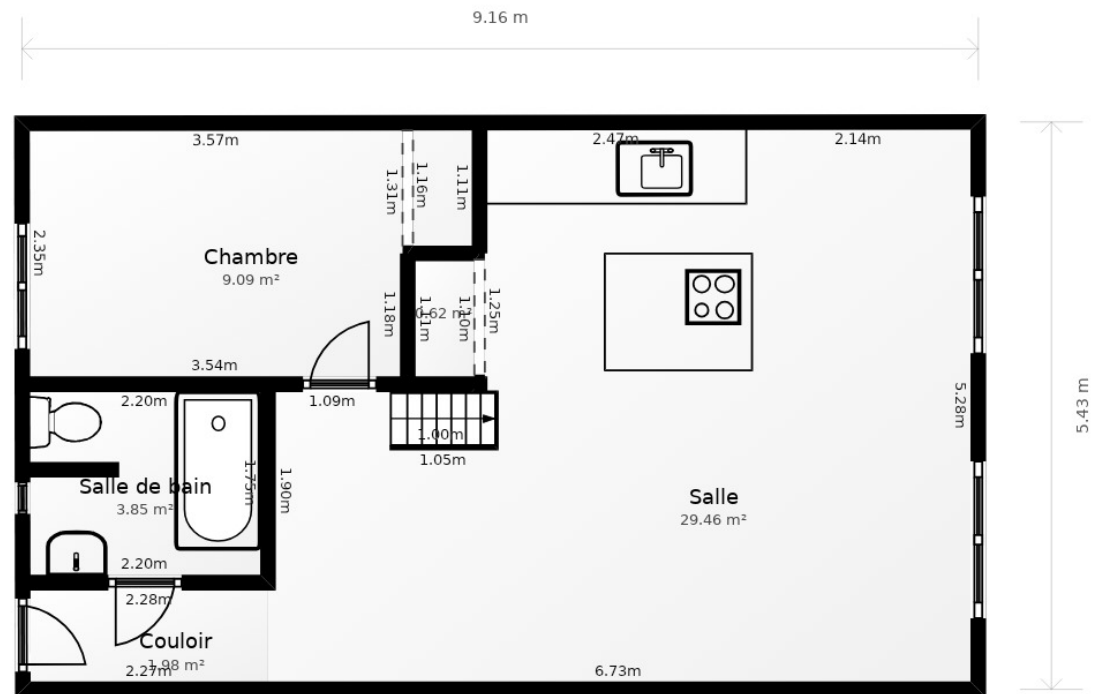 9.16 m
3.57m
2.47m
2.14m
1.31m
1.16m
1.11m
2.35m
Chambre
9.09 m²
1.18m
0.62 m²
1.10m
1.25m
3.54m
2.20m
1.09m
1.00m
1.05m
5.28m
5.43 m
1.75m
1.90m
Salle de bain
3.85 m²
Salle
29.46 m²
2.20m
2.28m
Couloir
1.98 m²
2.27m
6.73m